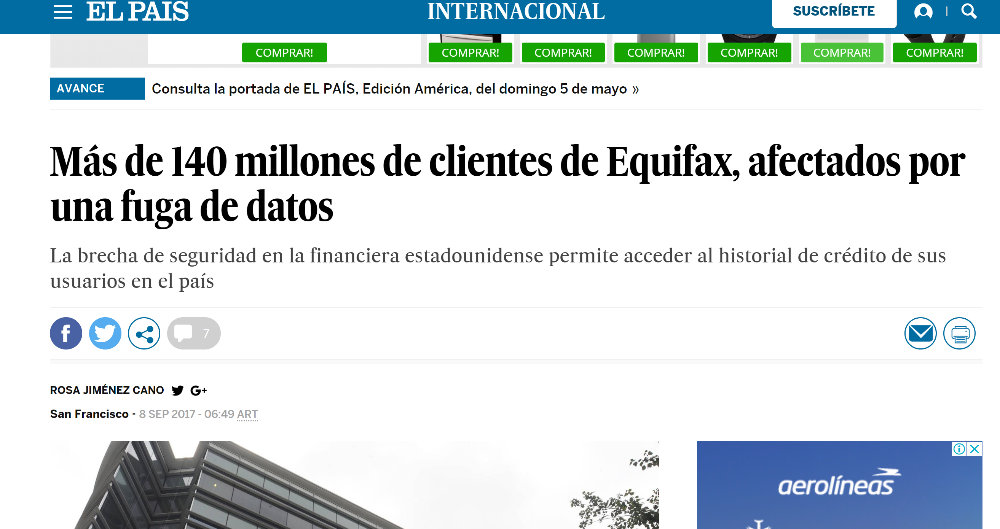 EL PAIS
INTERNACIONAL
SUSCRÍBETE
COMPRAR! COMPRAR! COMPRAR! COMPRAR! COMPRAR! COMPRAR! COMPRAR!
AVANCE
Consulta la portada de EL PAÍS, Edición América, del domingo 5 de mayo »
Más de 140 millones de clientes de Equifax, afectados por
una fuga de datos
La brecha de seguridad en la financiera estadounidense permite acceder al historial de crédito de sus
usuarios en el país
7
ROSA JIMÉNEZ CANO G+
San Francisco - 8 SEP 2017 - 06:49 ART
aerolíneas